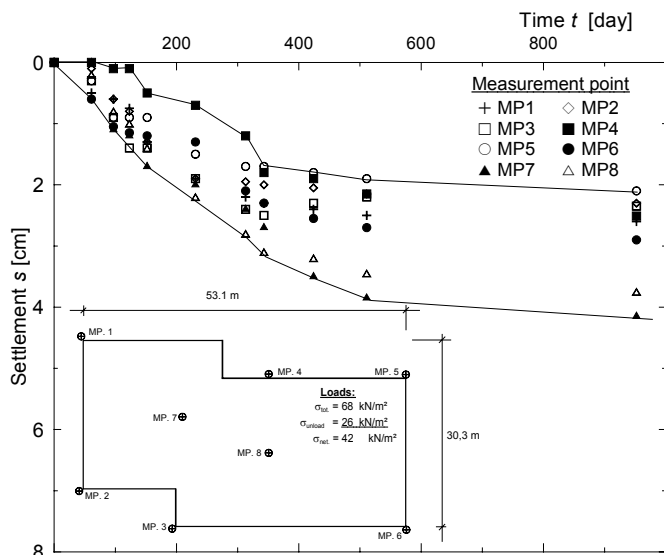 Time t [day]
200 400 600 800
0
2
4
6
8
Settlement s [cm]
Measurement point
MP1 MP2
MP3 MP4
MP5 MP6
MP7 MP8
53.1 m
MP. 1
MP. 4
MP. 5
Loads:
σtot. = 68 kN/m²
σunload = 26 kN/m²
σnet. = 42 kN/m²
MP. 7
30,3 m
MP. 8
MP. 2
MP. 3
MP. 6